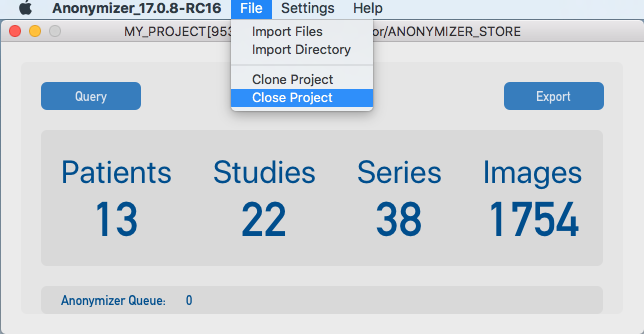 Anonymizer_17.0.8-RC16 File Settings Help
MY_PROJECT[953 or/ANONYMIZER_STORE
Import Files
Import Directory
Clone Project
Close Project
Query
Export
Patients Studies Series Images
13 22 38 1754
Anonymizer Queue: 0